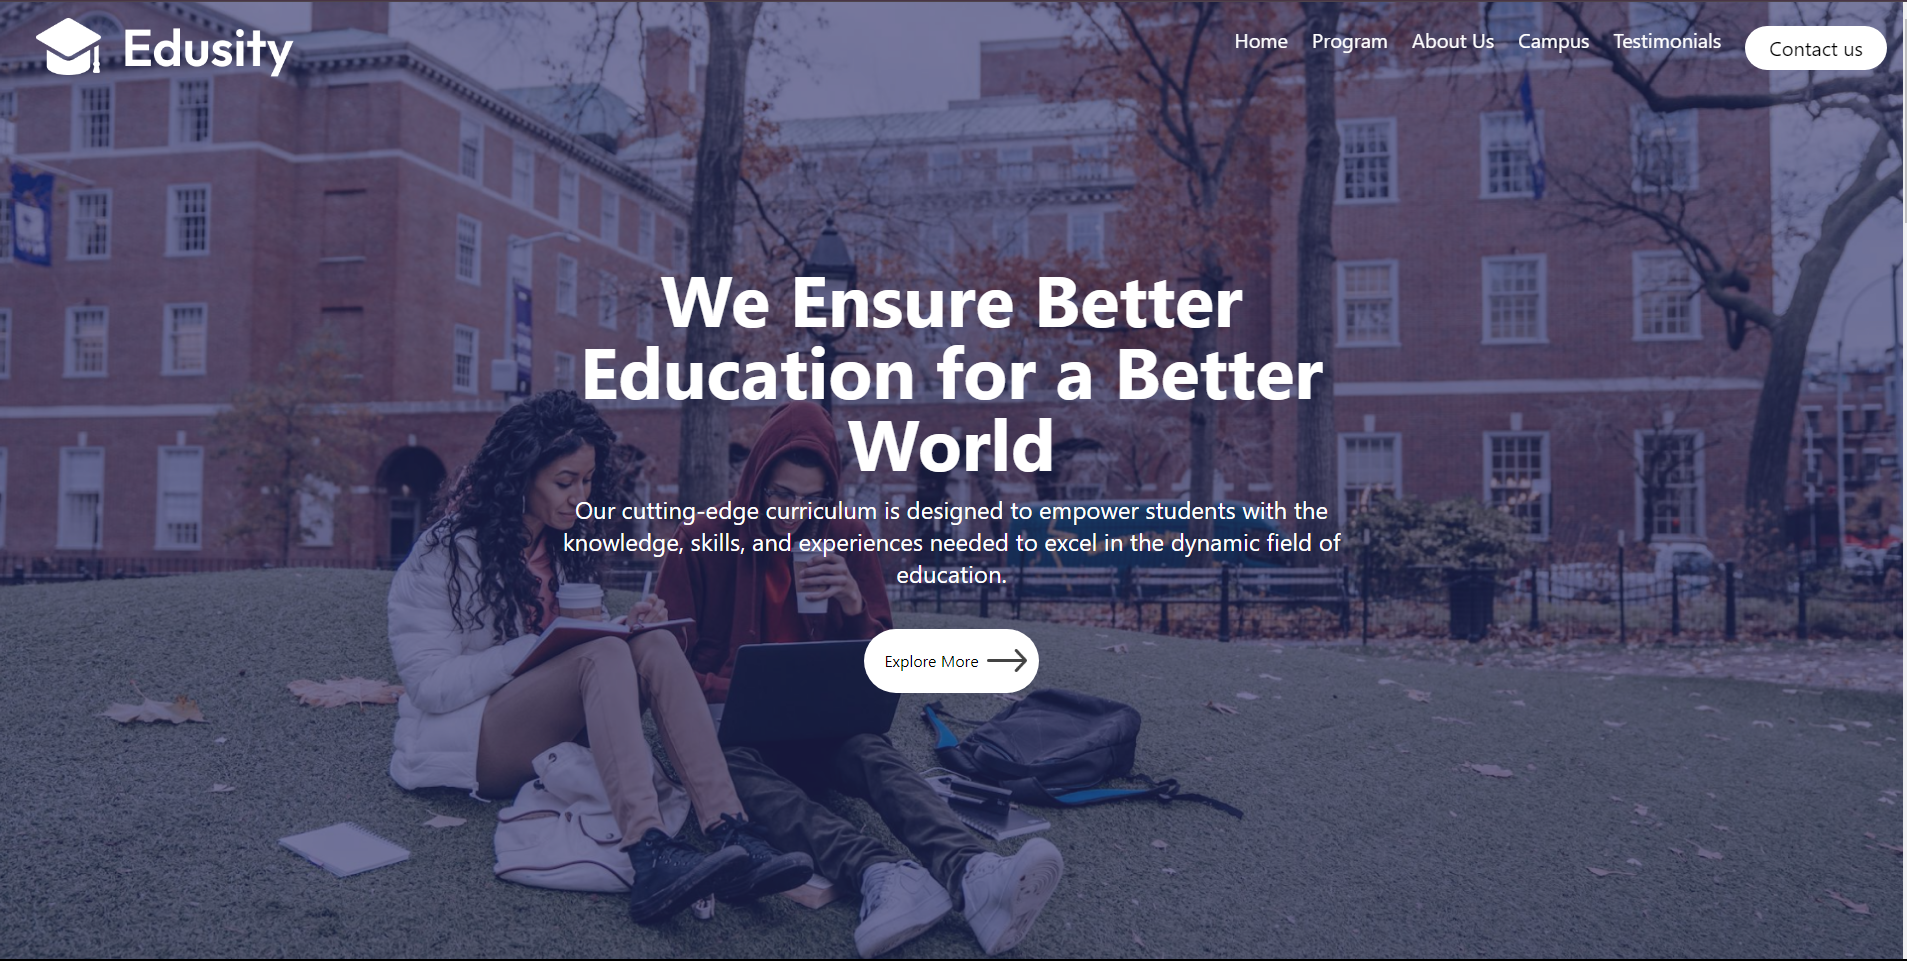 Edusity
Home Program About Us Campus Testimonials Contact us
We Ensure Better
Education for a Better
World
Our cutting-edge curriculum is designed to empower students with the
knowledge, skills, and experiences needed to excel in the dynamic field of
education.
Explore More